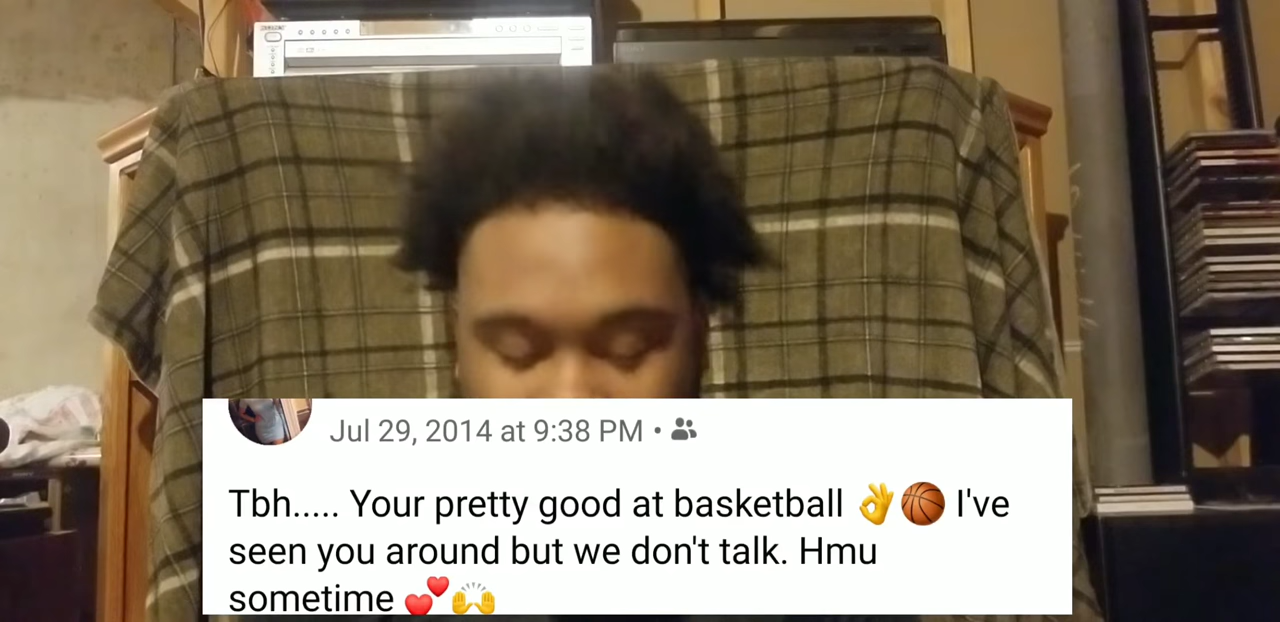 Jul 29, 2014 at 9:38 PM •
Tbh..... Your pretty good at basketball 👌🏀 I've
seen you around but we don't talk. Hmu
sometime 💕🙌